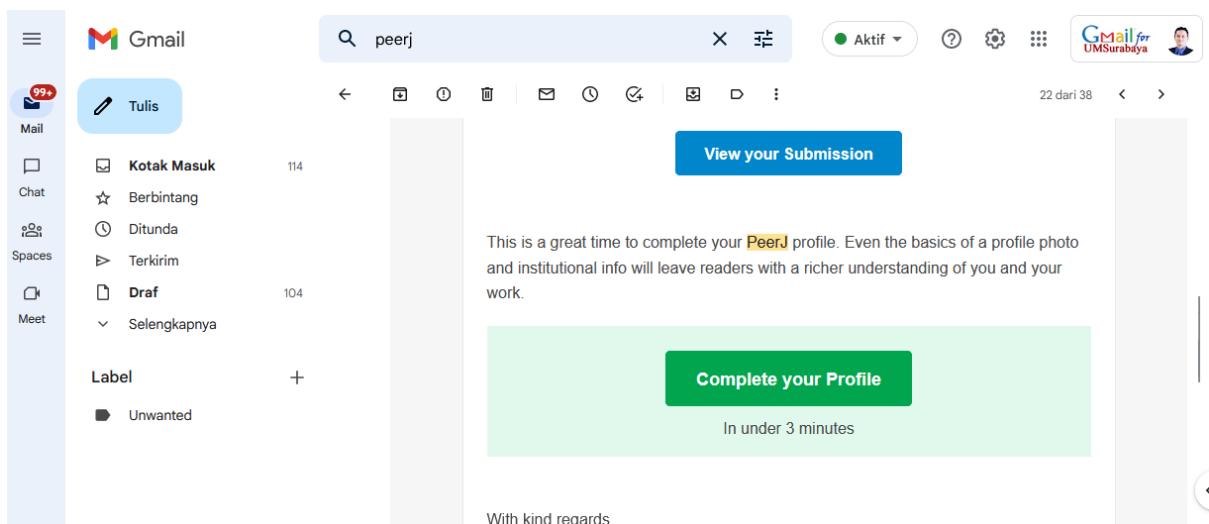 Gmail
peerj
Aktif
GMail for
UMSurabaya
99+
Mail
Chat
Spaces
Meet
Tulis
Kotak Masuk 114
Berbintang
Ditunda
Terkirim
Draf 104
Selengkapnya
Label
Unwanted
22 dari 38
View your Submission
This is a great time to complete your PeerJ profile. Even the basics of a profile photo
and institutional info will leave readers with a richer understanding of you and your
work.
Complete your Profile
In under 3 minutes
With kind regards